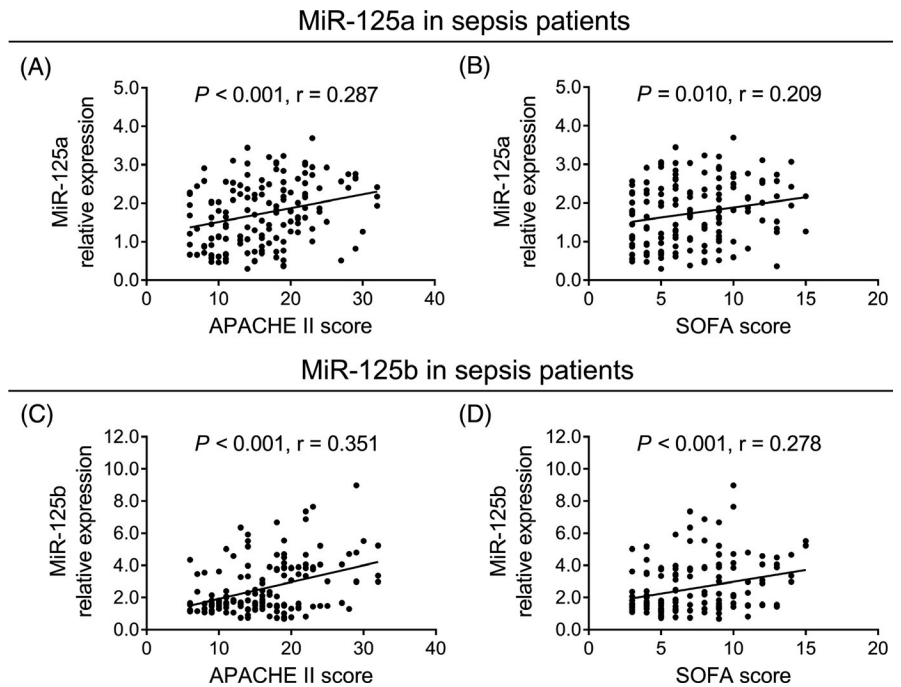 MiR-125a in sepsis patients
(A)
P < 0.001, r = 0.287
MiR-125a
relative expression
5.0
4.0
3.0
2.0
1.0
0.0
0 10 20 30 40
APACHE II score
(B)
P = 0.010, r = 0.209
MiR-125a
relative expression
5.0
4.0
3.0
2.0
1.0
0.0
0 5 10 15 20
SOFA score
MiR-125b in sepsis patients
(C)
P < 0.001, r = 0.351
MiR-125b
relative expression
12.0
10.0
8.0
6.0
4.0
2.0
0.0
0 10 20 30 40
APACHE II score
(D)
P < 0.001, r = 0.278
MiR-125b
relative expression
12.0
10.0
8.0
6.0
4.0
2.0
0.0
0 5 10 15 20
SOFA score